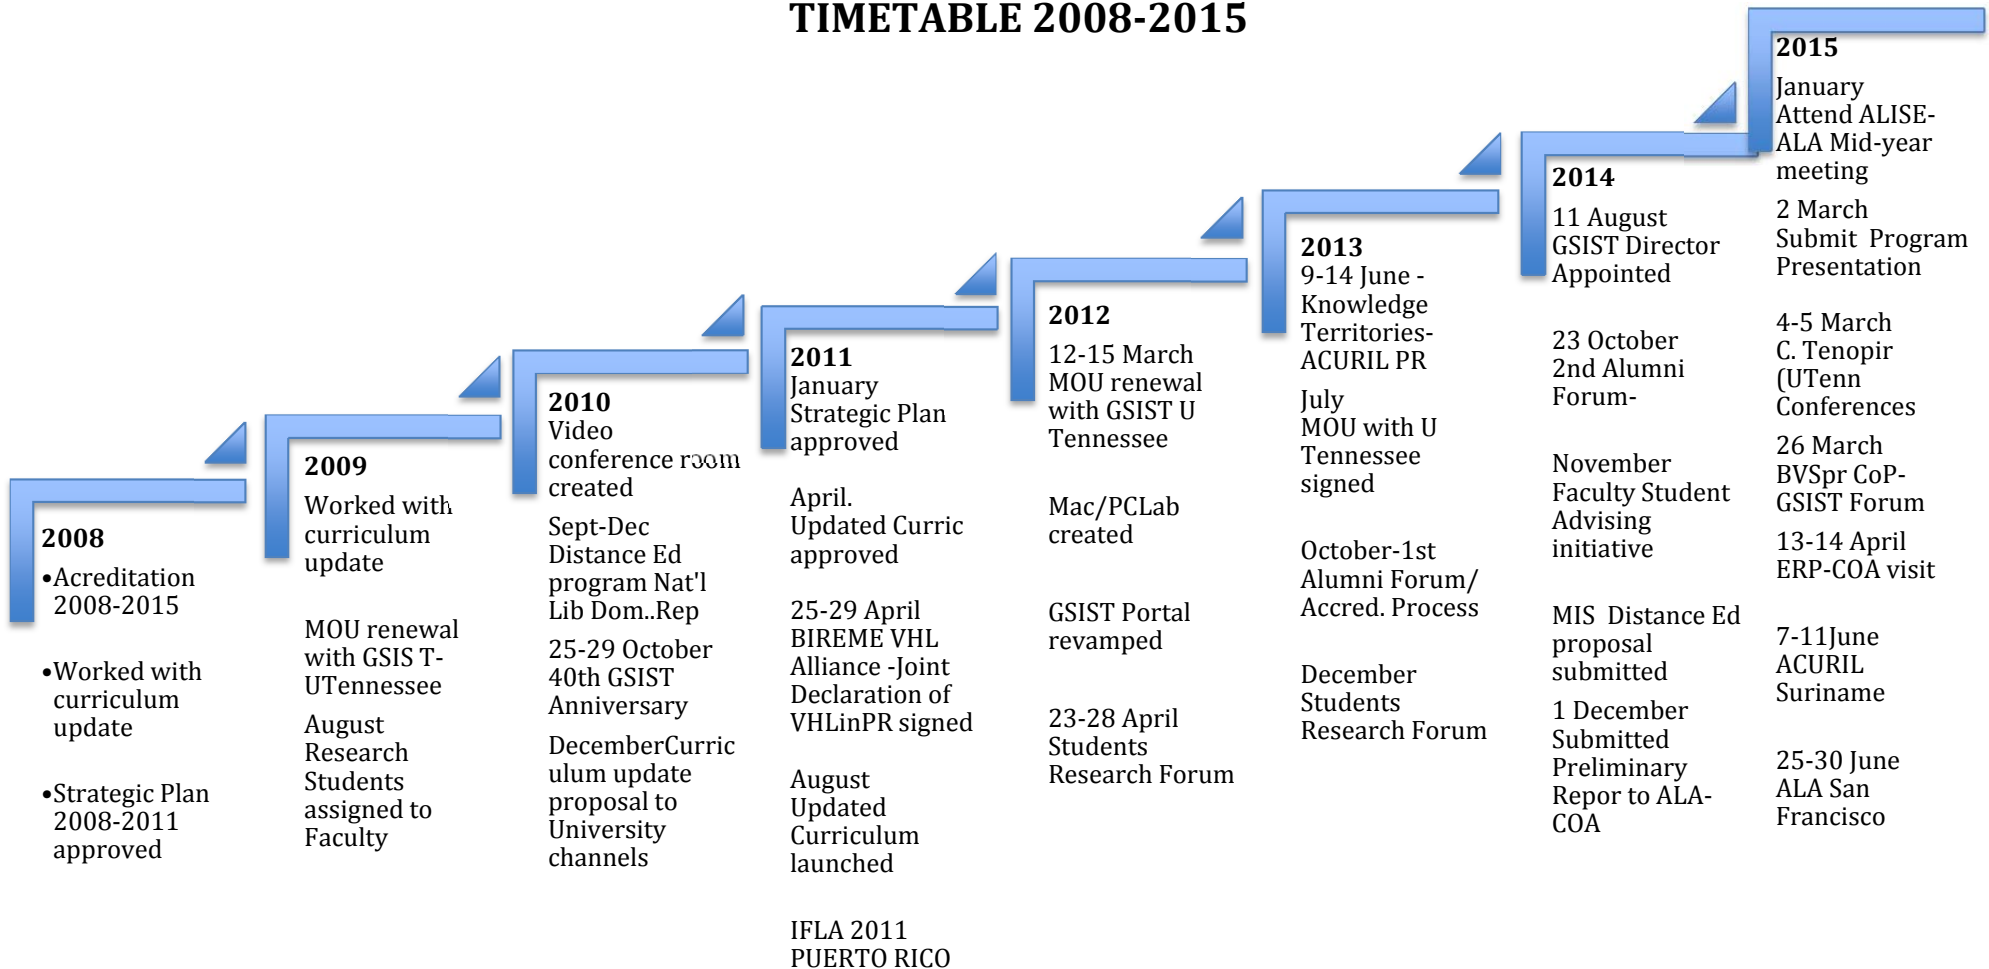 TIMETABLE 2008-2015
2008
•Acreditation
2008-2015
•Worked with
curriculum
update
•Strategic Plan
2008-2011
approved
2009
Worked with
curriculum
update
MOU renewal
with GSIS T-
UTennessee
August
Research
Students
assigned to
Faculty
2010
Video
conference room
created
Sept-Dec
Distance Ed
program Nat'l
Lib Dom..Rep
25-29 October
40th GSIST
Anniversary
DecemberCurric
ulum update
proposal to
University
channels
2011
January
Strategic Plan
approved
April.
Updated Curric
approved
25-29 April
BIREME VHL
Alliance -Joint
Declaration of
VHLinPR signed
August
Updated
Curriculum
launched
IFLA 2011
PUERTO RICO
2012
12-15 March
MOU renewal
with GSIST U
Tennessee
Mac/PCLab
created
GSIST Portal
revamped
23-28 April
Students
Research Forum
2013
9-14 June -
Knowledge
Territories-
ACURIL PR
July
MOU with U
Tennessee
signed
October-1st
Alumni Forum/
Accred. Process
December
Students
Research Forum
2014
11 August
GSIST Director
Appointed
23 October
2nd Alumni
Forum-
November
Faculty Student
Advising
initiative
MIS  Distance Ed
proposal
submitted
1 December
Submitted
Preliminary
Repor to ALA-
COA
2015
January
Attend ALISE-
ALA Mid-year
meeting
2 March
Submit  Program
Presentation
4-5 March
C. Tenopir
(UTenn
Conferences
26 March
BVSpr CoP-
GSIST Forum
13-14 April
ERP-COA visit
7-11June
ACURIL
Suriname
25-30 June
ALA San
Francisco